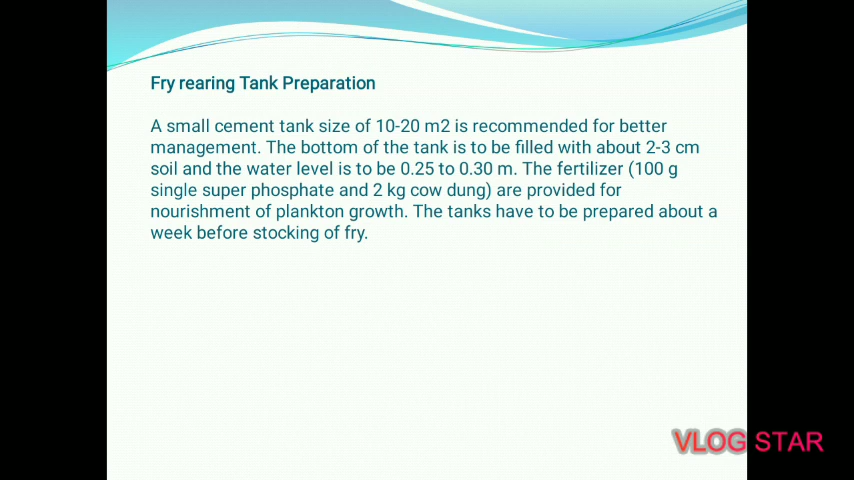 Fry rearing Tank Preparation
A small cement tank size of 10-20 m2 is recommended for better
management. The bottom of the tank is to be filled with about 2-3 cm
soil and the water level is to be 0.25 to 0.30 m. The fertilizer (100 g
single super phosphate and 2 kg cow dung) are provided for
nourishment of plankton growth. The tanks have to be prepared about a
week before stocking of fry.
VLOG STAR